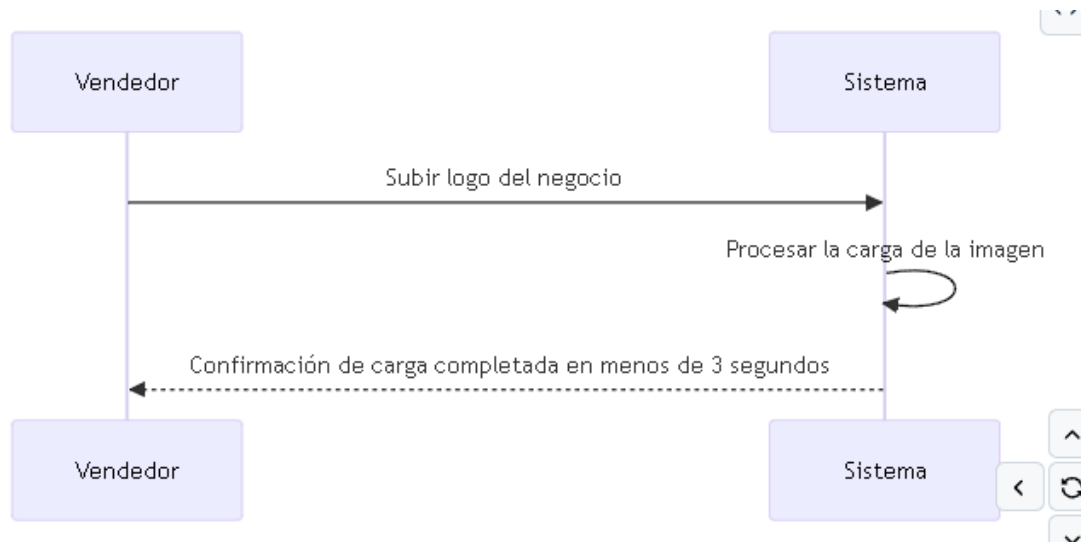 Vendedor
Sistema
Subir logo del negocio
Procesar la carga de la imagen
Confirmación de carga completada en menos de 3 segundos
Vendedor
Sistema